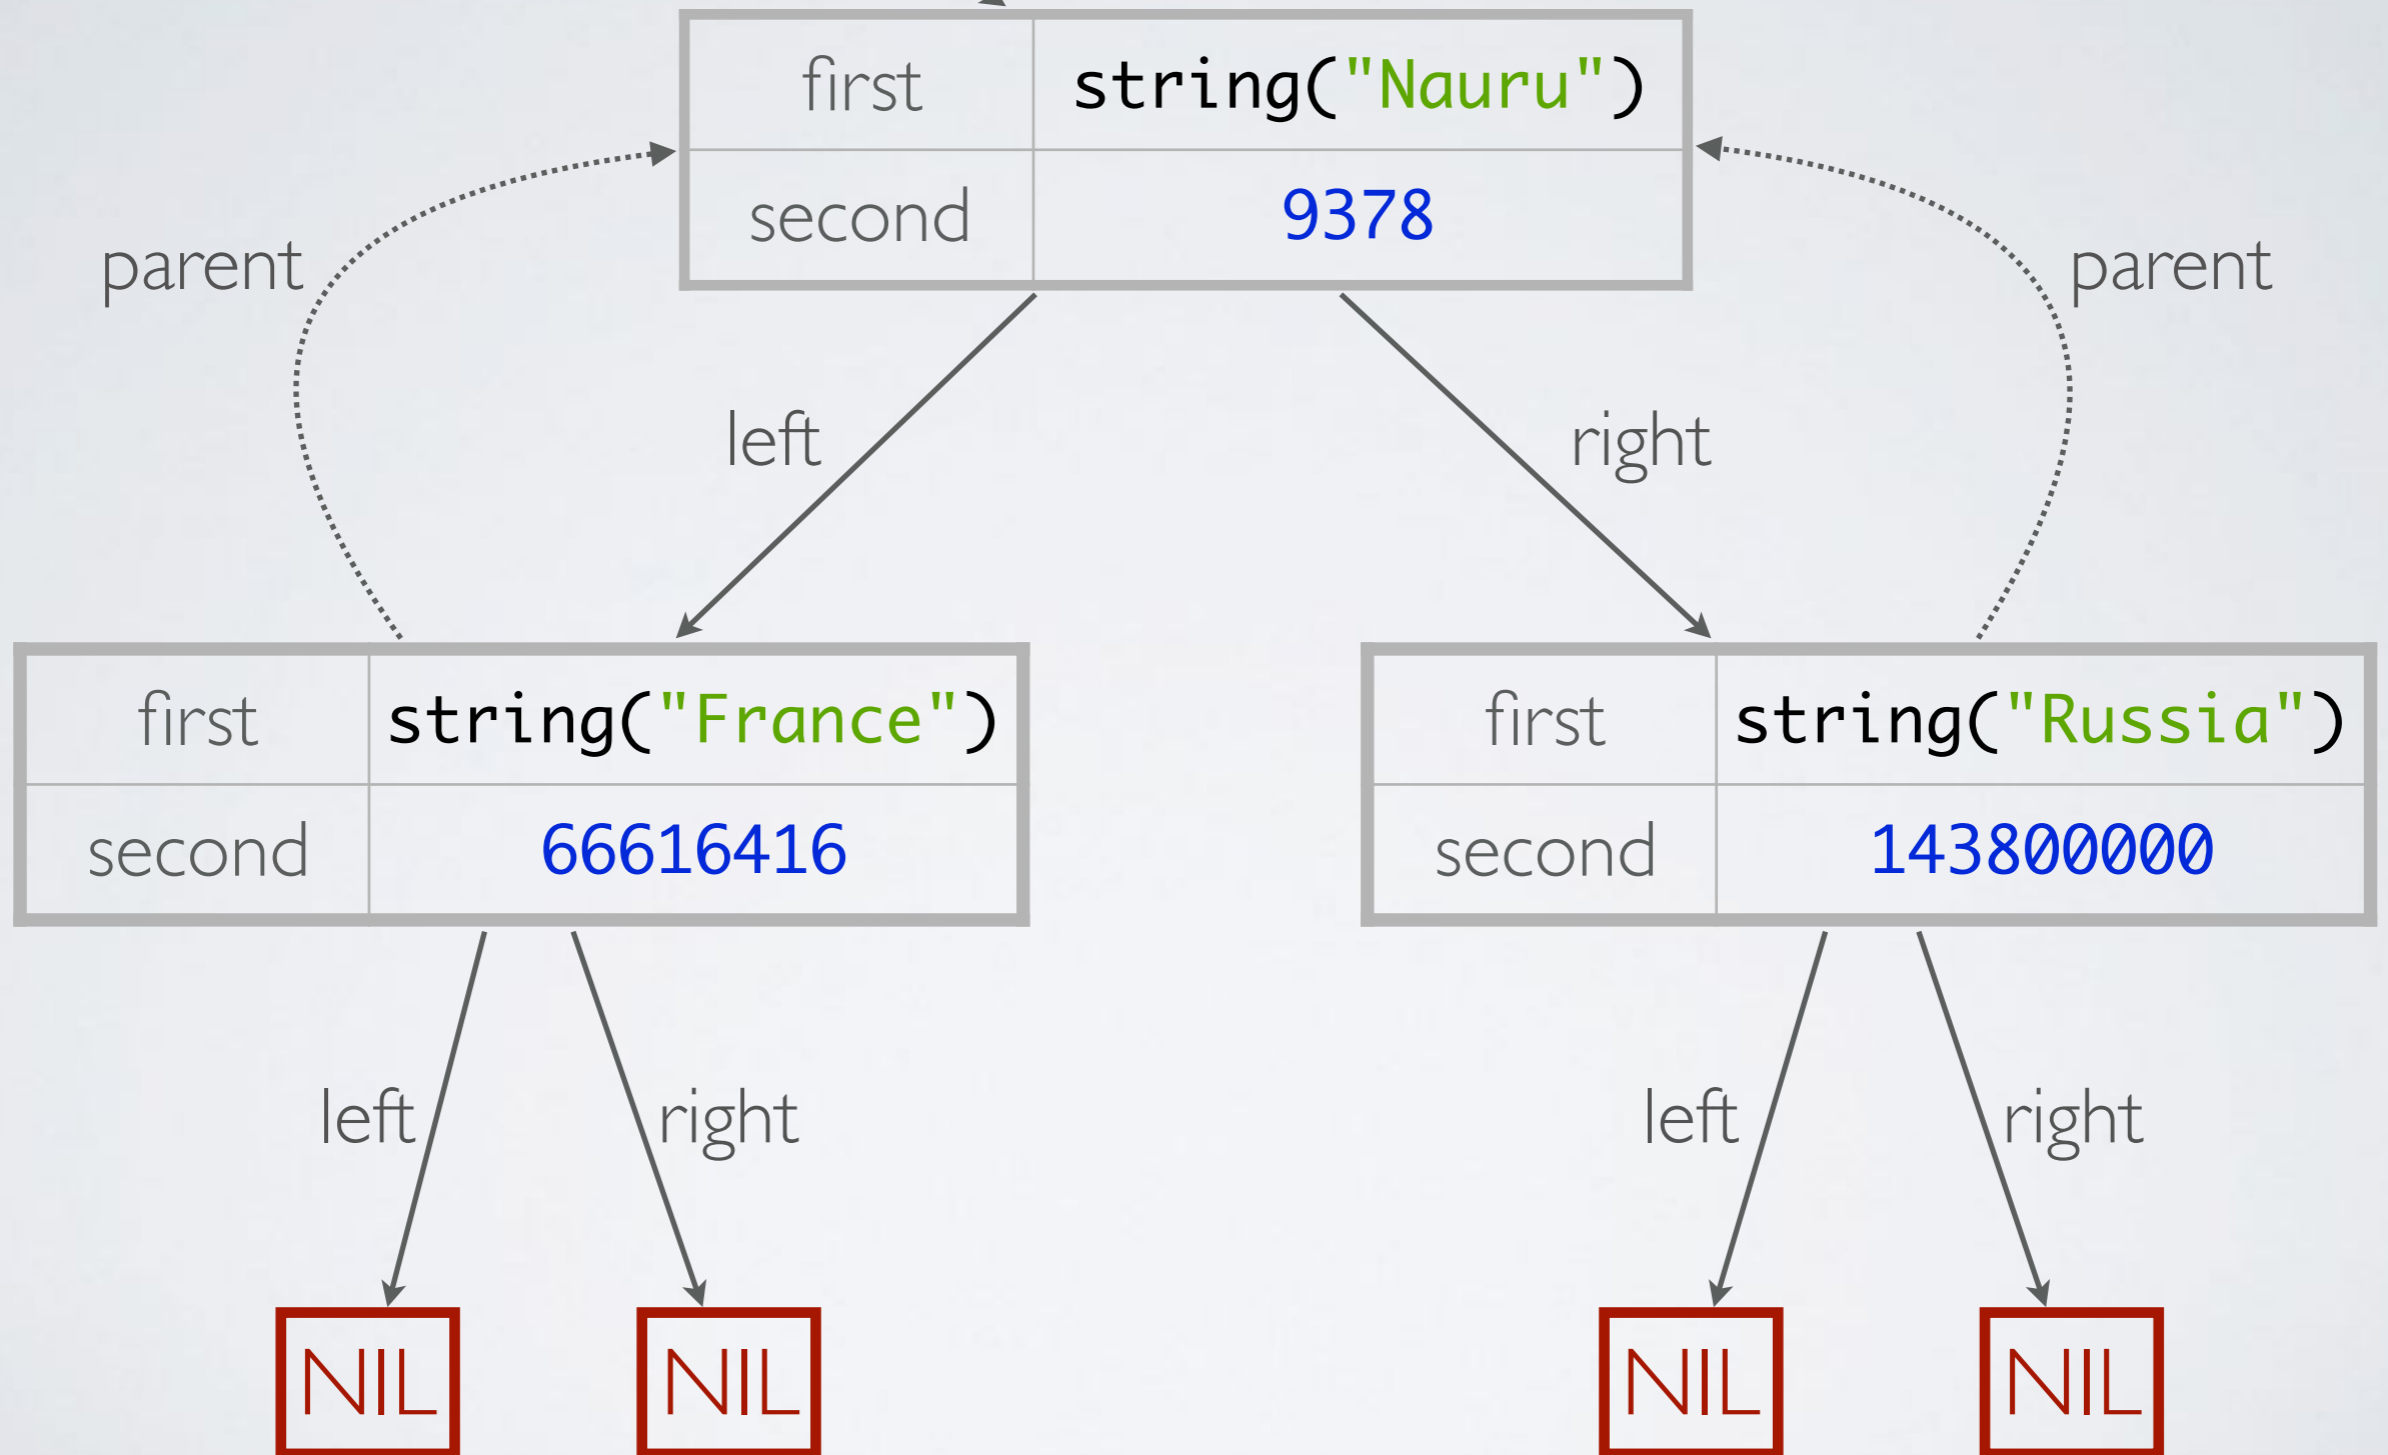 first string("Nauru")
second 9378
parent parent
left right
first string("France") first string("Russia")
second 66616416 second 143800000
left right left right
NIL NIL NIL NIL